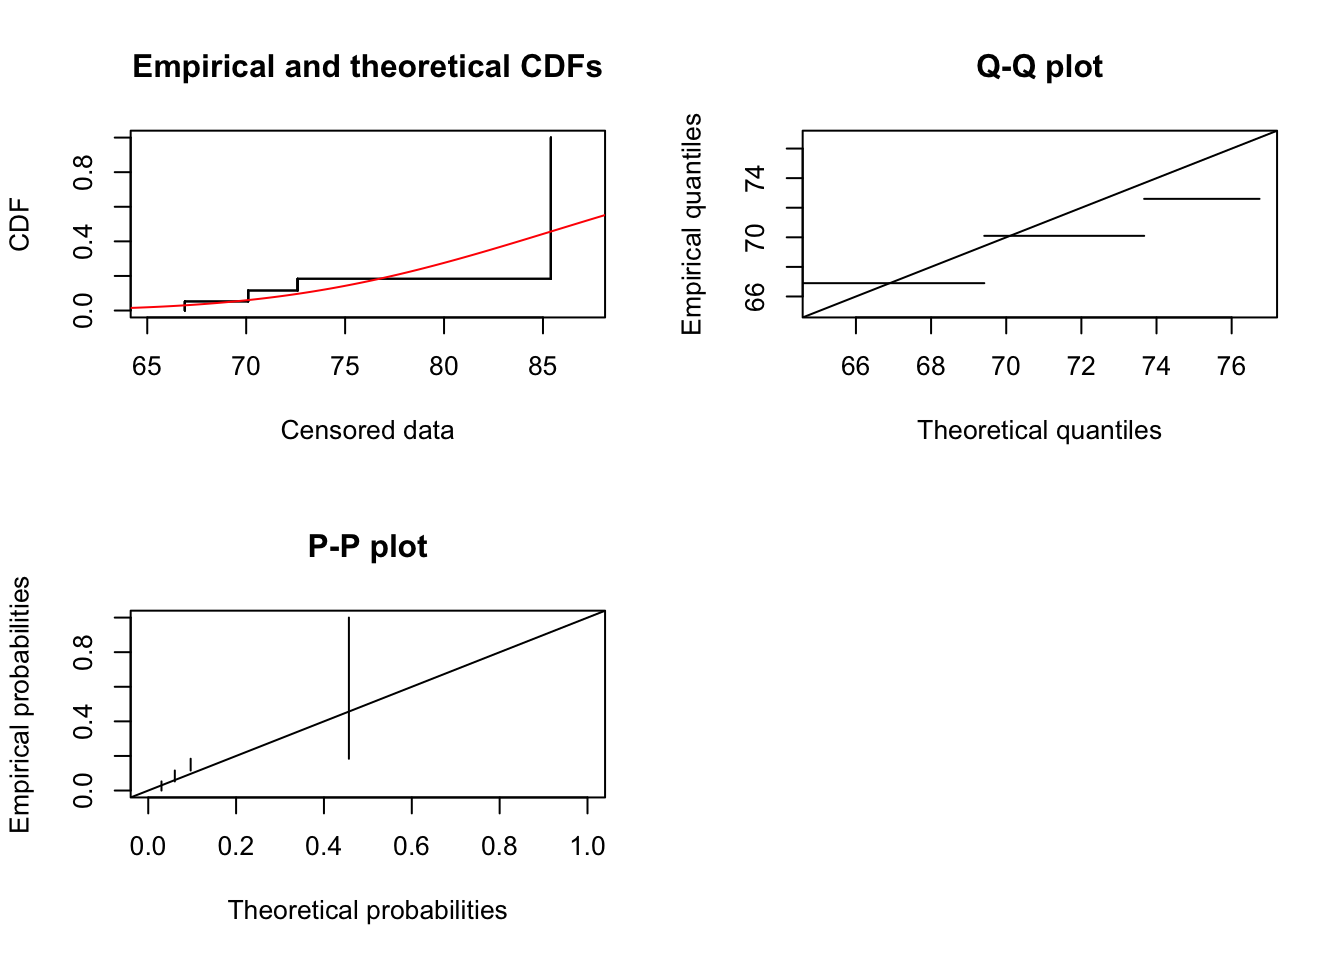 Empirical and theoretical CDFs
CDF
0.0 0.4 0.8
65 70 75 80 85
Censored data
Q-Q plot
Empirical quantiles
66 70 74
66 68 70 72 74 76
Theoretical quantiles
P-P plot
Empirical probabilities
0.0 0.4 0.8
0.0 0.2 0.4 0.6 0.8 1.0
Theoretical probabilities